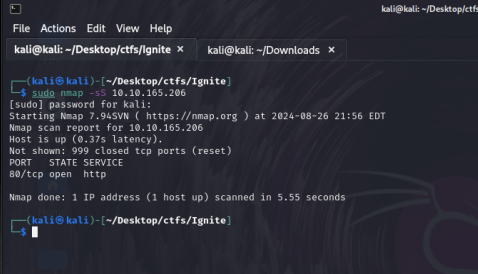 kali@kali: ~/Desktop/ctfs
File Actions Edit View Help
kali@kali: ~/Desktop/ctfs/Ignite × kali@kali: ~/Downloads ×
┌──(kali㉿kali)-[~/Desktop/ctfs/Ignite]
└─$ sudo nmap -sS 10.10.165.206
[sudo] password for kali:
Starting Nmap 7.94SVN ( https://nmap.org ) at 2024-08-26 21:56 EDT
Nmap scan report for 10.10.165.206
Host is up (0.37s latency).
Not shown: 999 closed tcp ports (reset)
PORT   STATE SERVICE
80/tcp open  http
Nmap done: 1 IP address (1 host up) scanned in 5.55 seconds
┌──(kali㉿kali)-[~/Desktop/ctfs/Ignite]
└─$